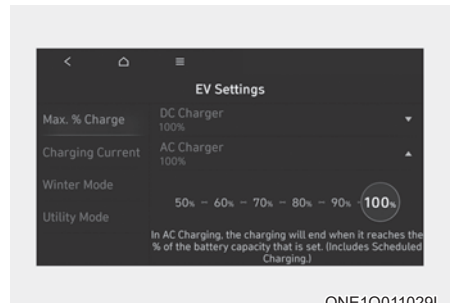 EV Settings
Max. % Charge
DC Charger
100%
Charging Current
AC Charger
100%
Winter Mode
50% - 60% - 70% - 80% - 90% - 100%
Utility Mode
In AC Charging, the charging will end when it reaches the
% of the battery capacity that is set. (Includes Scheduled
Charging.)